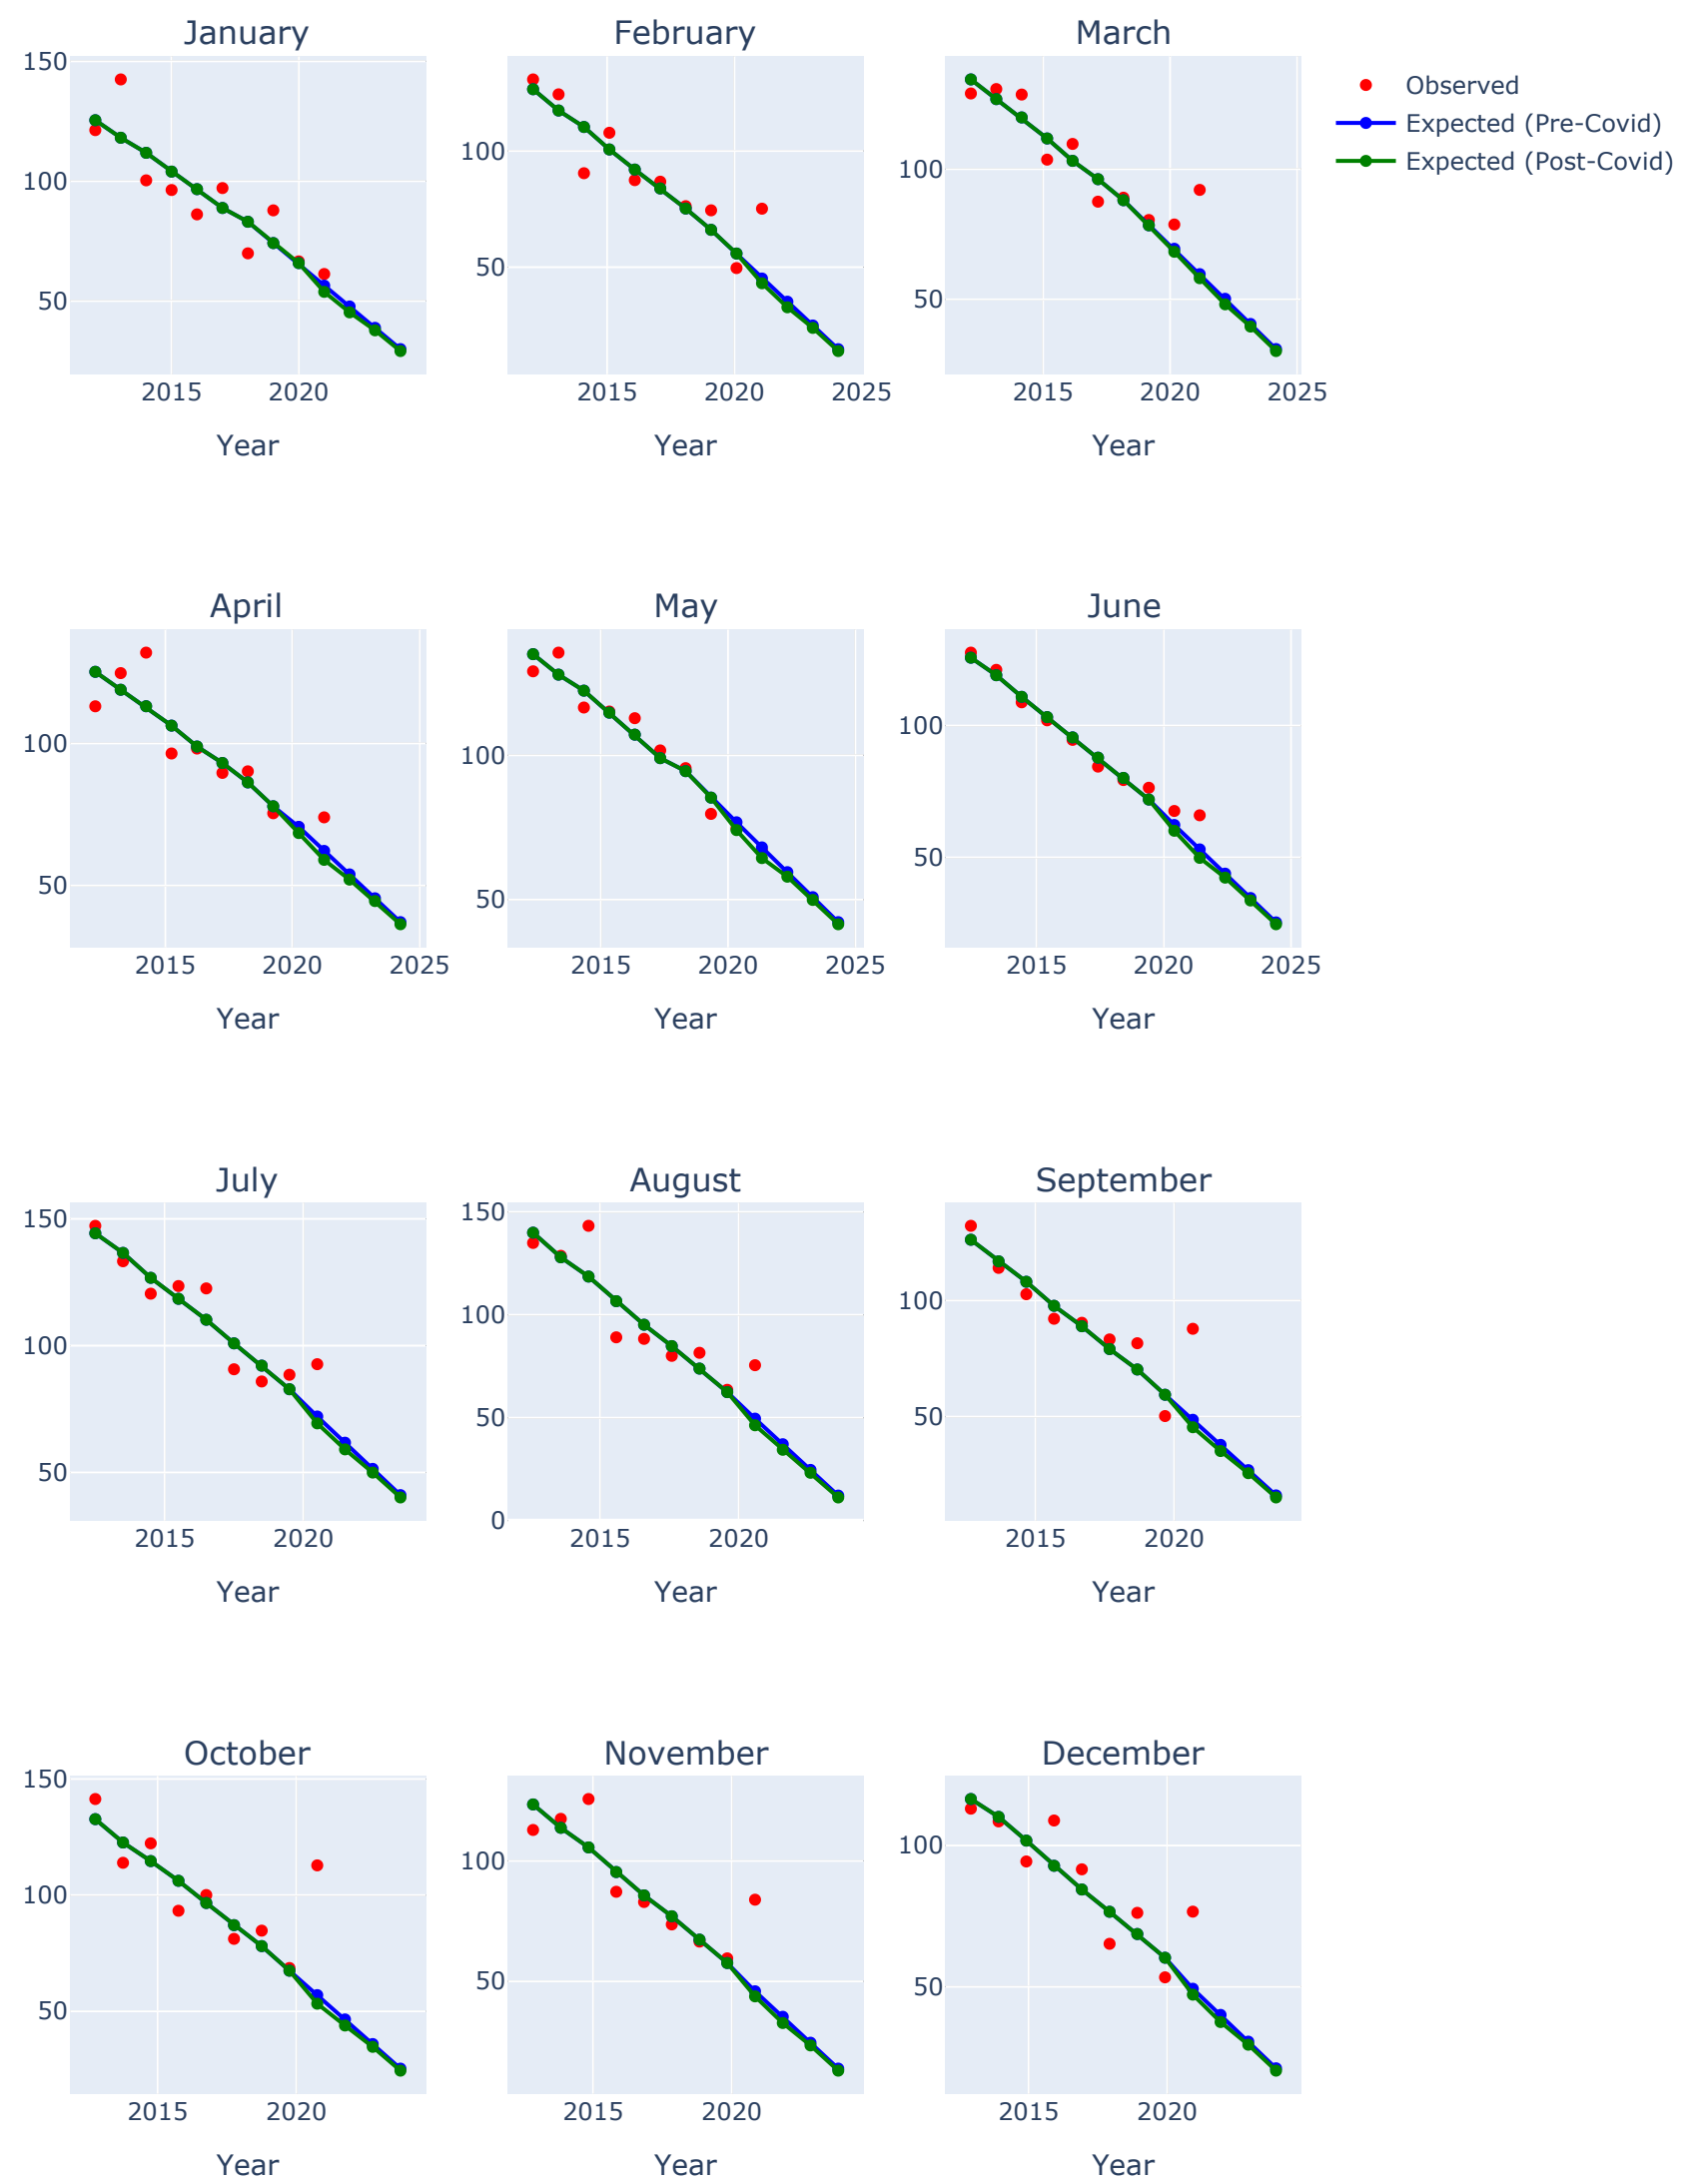 January February March
150
100
50
2015 2020
Year
100
50
2015 2020 2025
Year
100
50
2015 2020 2025
Year
Observed
Expected (Pre-Covid)
Expected (Post-Covid)
April May June
100
50
2015 2020 2025
Year
100
50
2015 2020 2025
Year
100
50
2015 2020 2025
Year
July August September
150
100
50
2015 2020
Year
150
100
50
0
2015 2020
Year
100
50
2015 2020
Year
October November December
150
100
50
2015 2020
Year
100
50
2015 2020
Year
100
50
2015 2020
Year